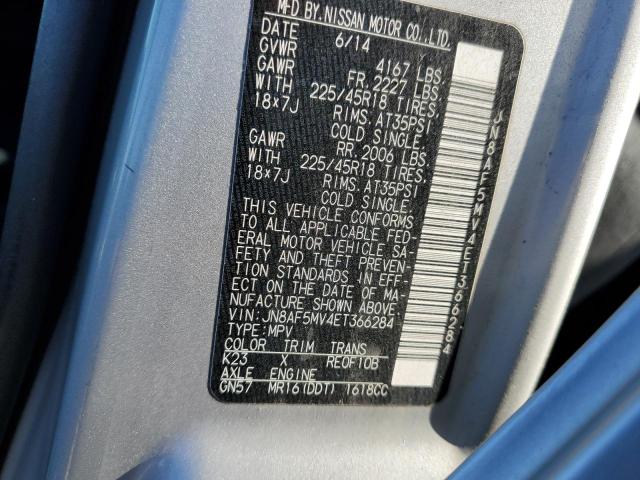 MFD BY. NISSAN MOTOR CO.,LTD.
DATE 6/14
GVWR 4167 LBS
GAWR FR. 2227 LBS
WITH 225/45R18 TIRES,
18x7J RIMS, AT35PSI
COLD SINGLE.
GAWR RR. 2006 LBS
WITH 225/45R18 TIRES,
18x7J RIMS, AT35PSI
COLD SINGLE.
THIS VEHICLE CONFORMS
TO ALL APPLICABLE FED-
ERAL MOTOR VEHICLE SA-
FETY AND THEFT PREVEN-
TION STANDARDS IN EFF-
ECT ON THE DATE OF MA-
NUFACTURE SHOWN ABOVE.
VIN: JN8AF5MV4ET366284
TYPE: MPV
COLOR TRIM TRANS
K23 X RE0F10B
AXLE ENGINE
GN57 MR16(DDT) 1618CC
JN8AF5MV4ET366284